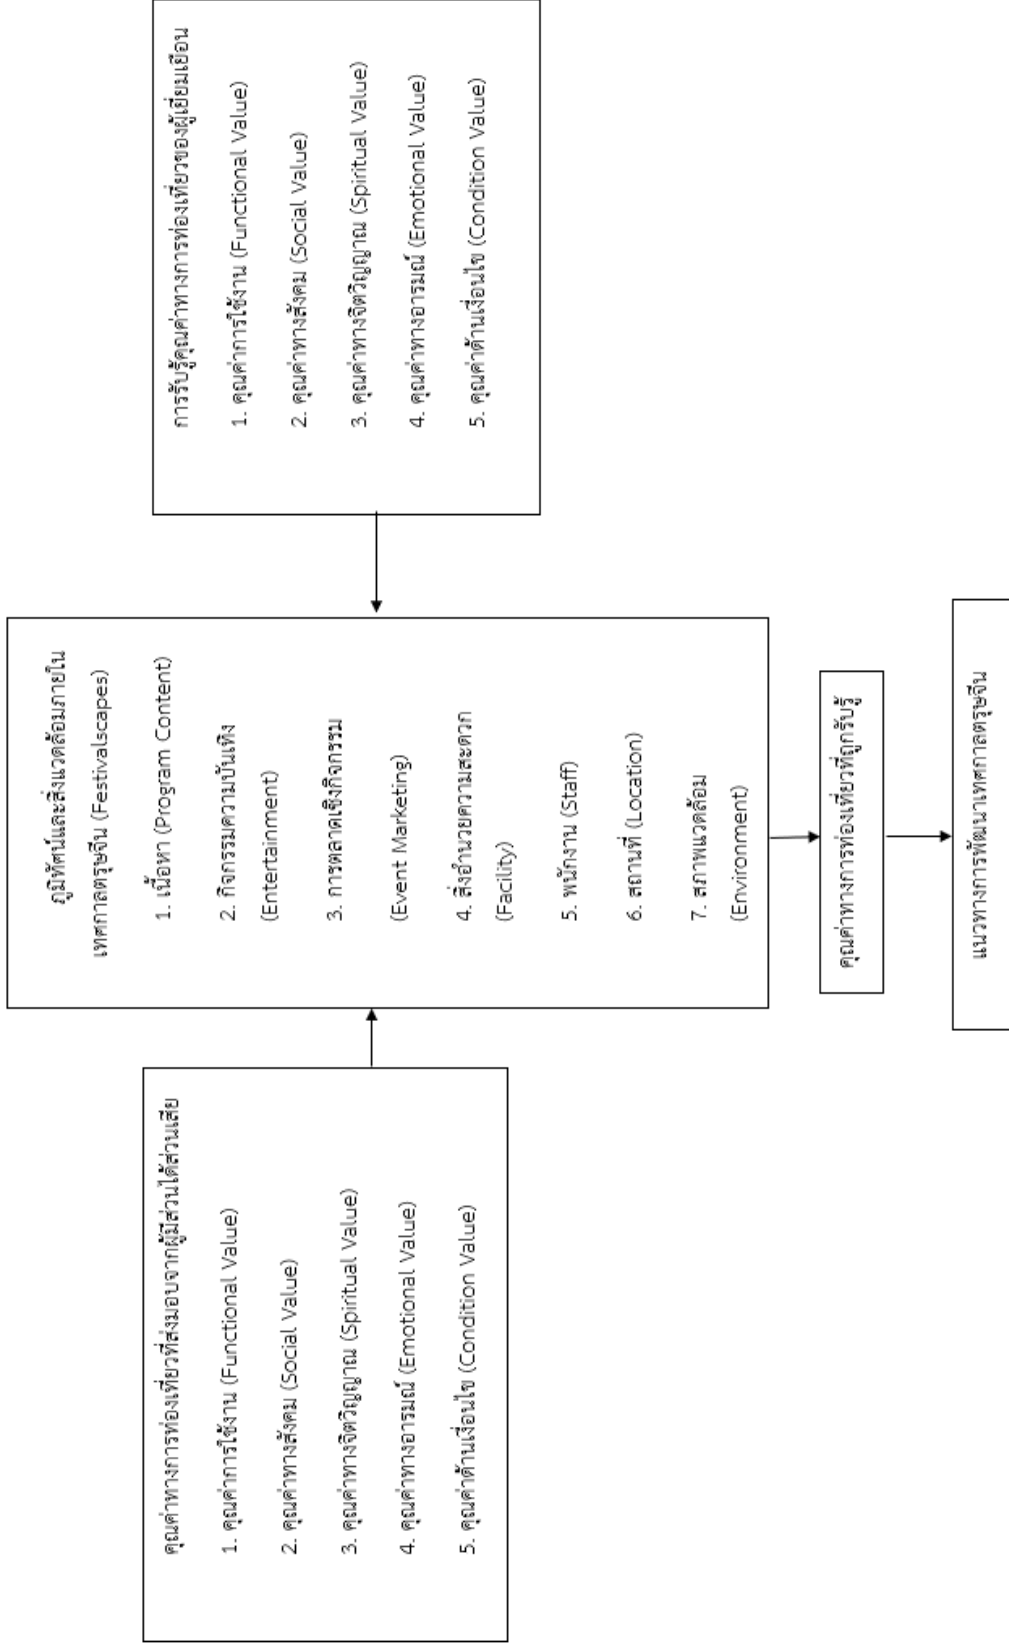 คุณค่าทางการท่องเที่ยวที่ส่งมอบจากผู้มีส่วนได้ส่วนเสีย
1. คุณค่าการใช้งาน (Functional Value)
2. คุณค่าทางสังคม (Social Value)
3. คุณค่าทางจิตวิญญาณ (Spiritual Value)
4. คุณค่าทางอารมณ์ (Emotional Value)
5. คุณค่าด้านเงื่อนไข (Condition Value)
ภูมิทัศน์และสิ่งแวดล้อมภายใน
เทศกาลตรุษจีน (Festivalscapes)
1. เนื้อหา (Program Content)
2. กิจกรรมความบันเทิง
(Entertainment)
3. การตลาดเชิงกิจกรรม
(Event Marketing)
4. สิ่งอำนวยความสะดวก
(Facility)
5. พนักงาน (Staff)
6. สถานที่ (Location)
7. สภาพแวดล้อม
(Environment)
การรับรู้คุณค่าทางการท่องเที่ยวของผู้เยี่ยมเยือน
1. คุณค่าการใช้งาน (Functional Value)
2. คุณค่าทางสังคม (Social Value)
3. คุณค่าทางจิตวิญญาณ (Spiritual Value)
4. คุณค่าทางอารมณ์ (Emotional Value)
5. คุณค่าด้านเงื่อนไข (Condition Value)
คุณค่าทางการท่องเที่ยวที่ถูกรับรู้
แนวทางการพัฒนาเทศกาลตรุษจีน